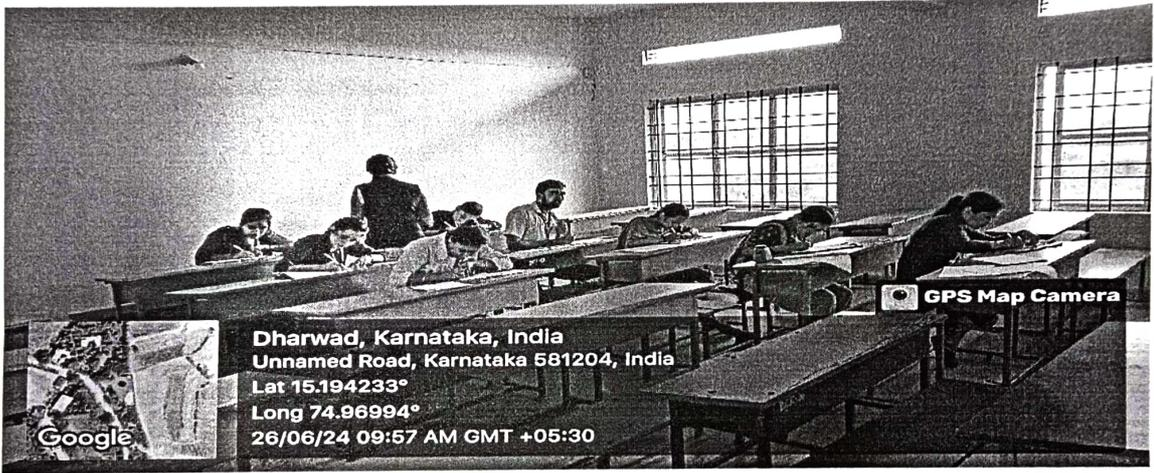 GPS Map Camera
Dharwad, Karnataka, India
Unnamed Road, Karnataka 581204, India
Lat 15.194233°
Long 74.96994°
26/06/24 09:57 AM GMT +05:30
Google